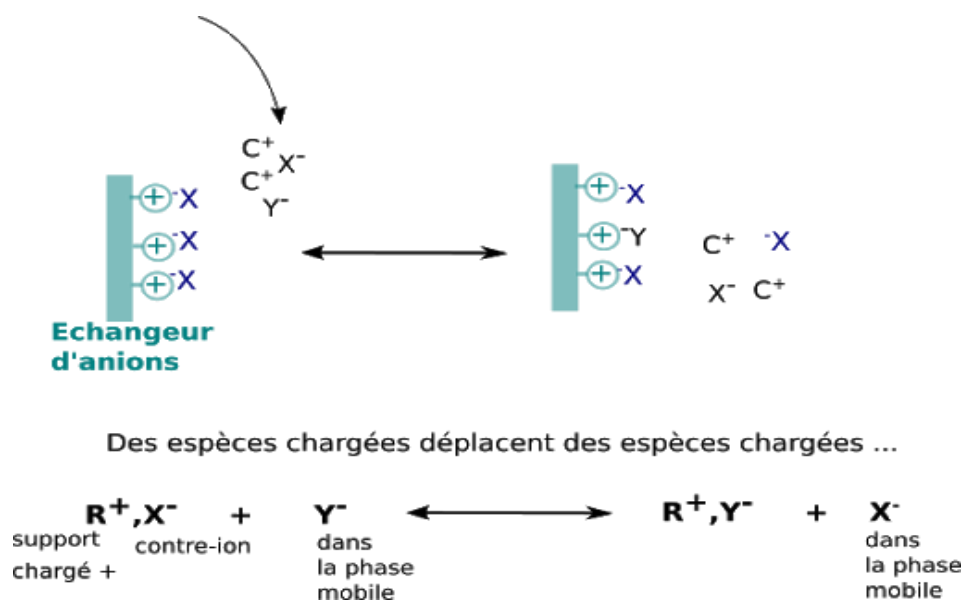 C⁺
X⁻
C⁺
Y⁻
+ ⁻X
+ ⁻X
+ ⁻X
Echangeur
d'anions
+ ⁻X
+ ⁻Y
+ ⁻X
C⁺ ⁻X
X⁻ C⁺
Des espèces chargées déplacent des espèces chargées ...
R⁺,X⁻ + Y⁻ R⁺,Y⁻ + X⁻
support
chargé +
contre-ion
dans
la phase
mobile
dans
la phase
mobile